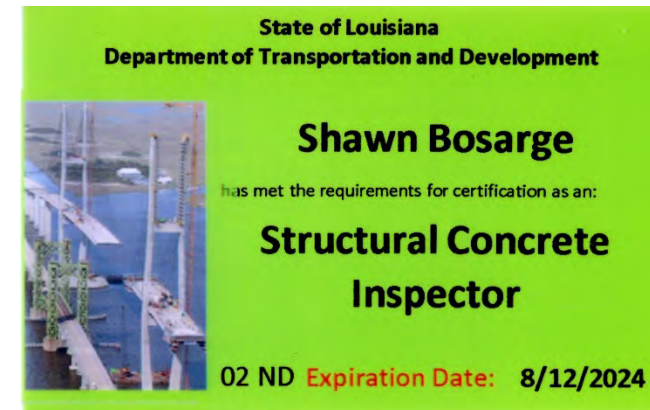 State of Louisiana
Department of Transportation and Development
Shawn Bosarge
has met the requirements for certification as an:
Structural Concrete
Inspector
02 ND Expiration Date: 8/12/2024